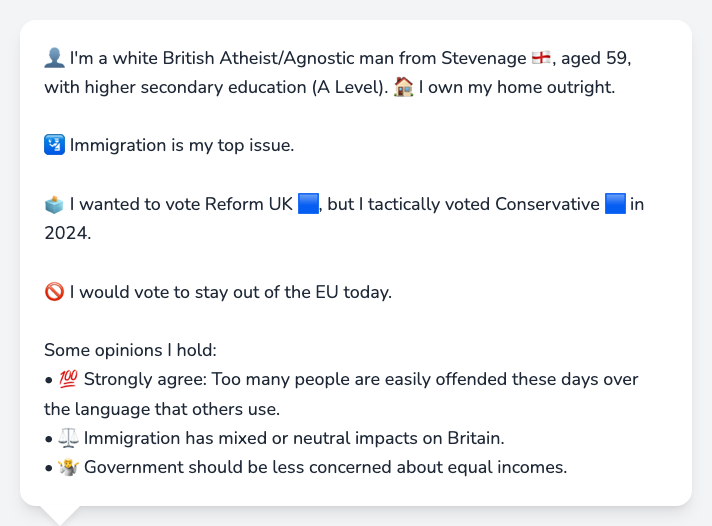 👤 I'm a white British Atheist/Agnostic man from Stevenage 🏴󠁧󠁢󠁥󠁮󠁧󠁿, aged 59,
with higher secondary education (A Level). 🏠 I own my home outright.
🛂 Immigration is my top issue.
🗳️ I wanted to vote Reform UK 🟦, but I tactically voted Conservative 🟦 in
2024.
🚫 I would vote to stay out of the EU today.
Some opinions I hold:
• 💯 Strongly agree: Too many people are easily offended these days over
the language that others use.
• ⚖️ Immigration has mixed or neutral impacts on Britain.
• 🤷 Government should be less concerned about equal incomes.